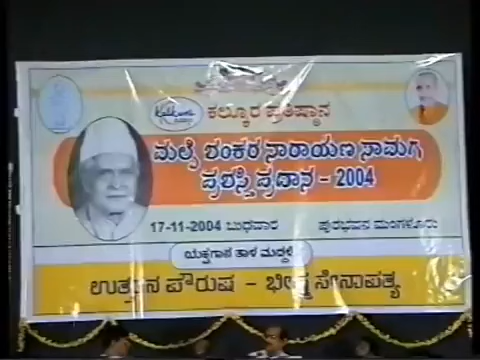 ಕಲ್ಕೂರ ಪ್ರತಿಷ್ಠಾನ
ಮಲ್ಪೆ ಶಂಕರ ನಾರಾಯಣ ಸಾಮಗ
ಪ್ರಶಸ್ತಿ ಪ್ರದಾನ - 2004
17-11-2004 ಬುಧವಾರ ಪುರಭವನ ಮಂಗಳೂರು
ಯಕ್ಷಗಾನ ತಾಳ ಮದ್ದಳೆ
ಉತ್ತಾನ ಪೌರುಷ - ಭೀಷ್ಮ ಸೇನಾಪತ್ಯ